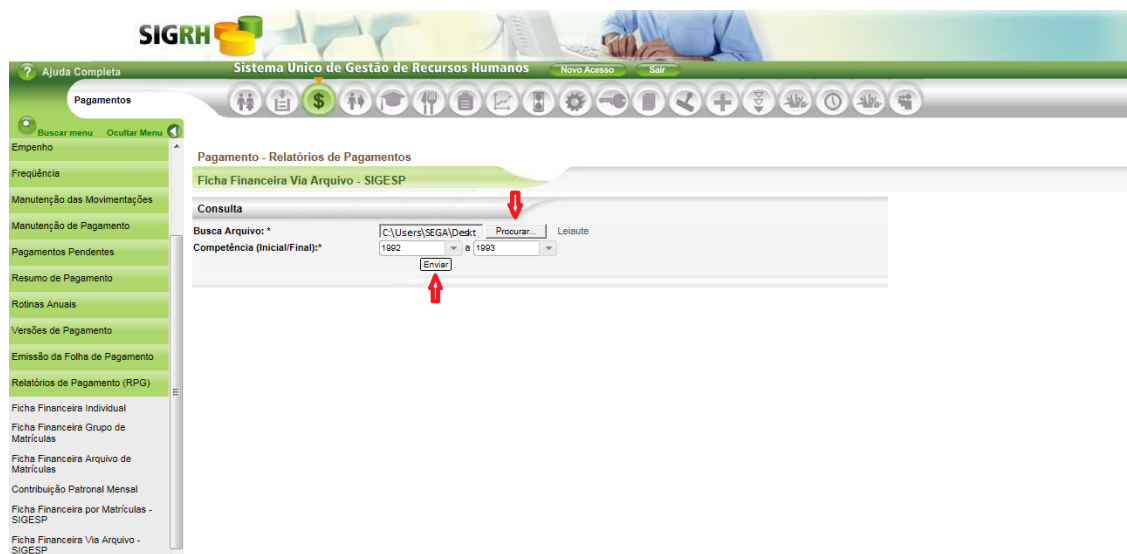 SIGRH
? Ajuda Completa
Sistema Único de Gestão de Recursos Humanos
Novo Acesso
Sair
Pagamentos
$
Buscar menu Ocultar Menu
Empenho
Freqüência
Manutenção das Movimentações
Manutenção de Pagamento
Pagamentos Pendentes
Resumo de Pagamento
Rotinas Anuais
Versões de Pagamento
Emissão da Folha de Pagamento
Relatórios de Pagamento (RPG)
Ficha Financeira Individual
Ficha Financeira Grupo de
Matrículas
Ficha Financeira Arquivo de
Matrículas
Contribuição Patronal Mensal
Ficha Financeira por Matrículas -
SIGESP
Ficha Financeira Via Arquivo -
SIGESP
Pagamento - Relatórios de Pagamentos
Ficha Financeira Via Arquivo - SIGESP
Consulta
Busca Arquivo: * C:\Users\SEGA\Deskt Procurar... Leiaute
Competência (Inicial/Final):* 1992 a 1993
Enviar